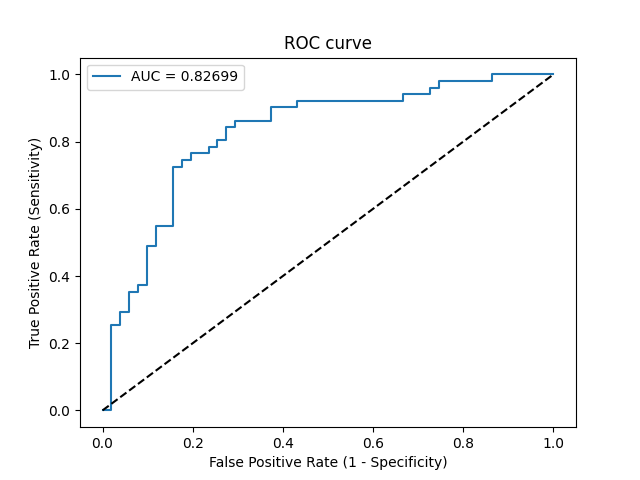 ROC curve
AUC = 0.82699
True Positive Rate (Sensitivity)
1.0
0.8
0.6
0.4
0.2
0.0
0.0 0.2 0.4 0.6 0.8 1.0
False Positive Rate (1 - Specificity)